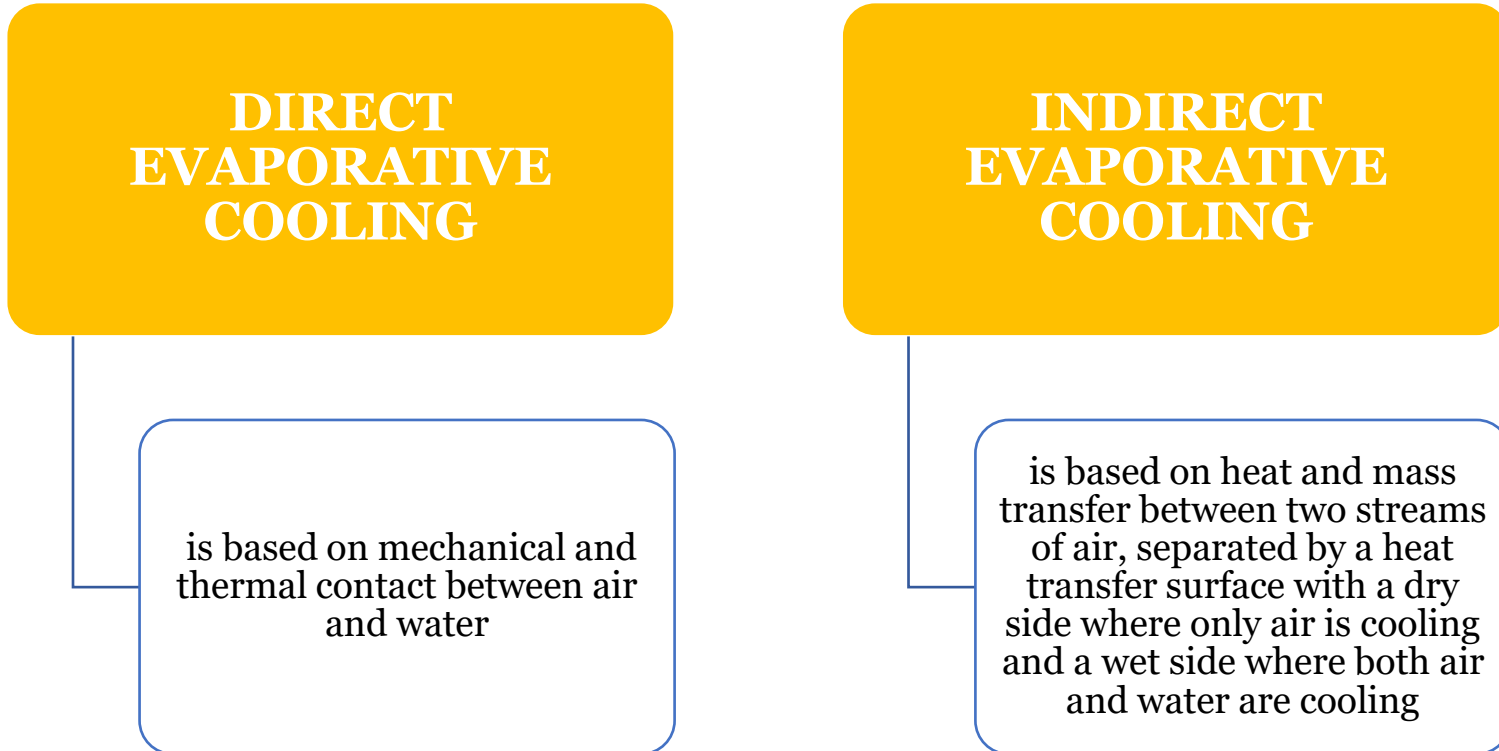 DIRECT
EVAPORATIVE
COOLING
is based on mechanical and
thermal contact between air
and water
INDIRECT
EVAPORATIVE
COOLING
is based on heat and mass
transfer between two streams
of air, separated by a heat
transfer surface with a dry
side where only air is cooling
and a wet side where both air
and water are cooling